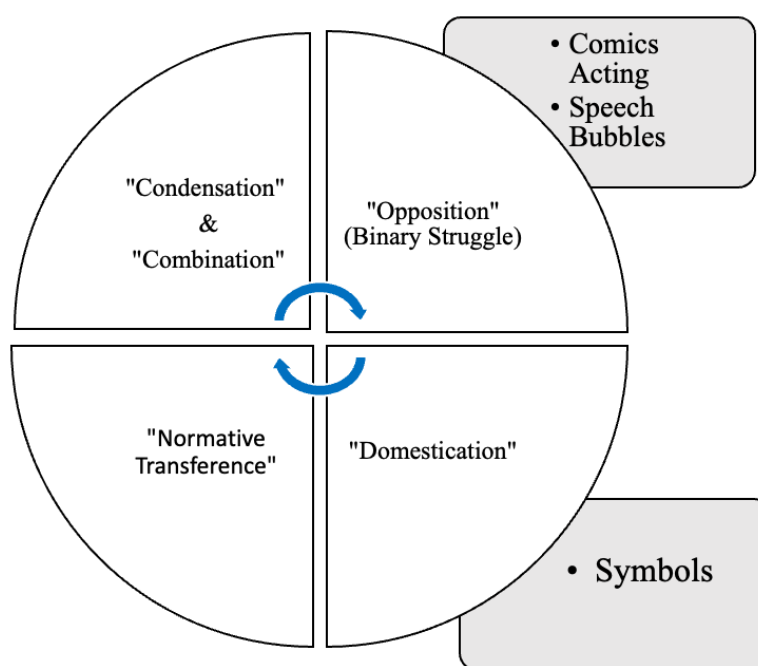 • Comics
Acting
• Speech
Bubbles
"Condensation"
&
"Combination"
"Opposition"
(Binary Struggle)
"Normative
Transference"
"Domestication"
• Symbols